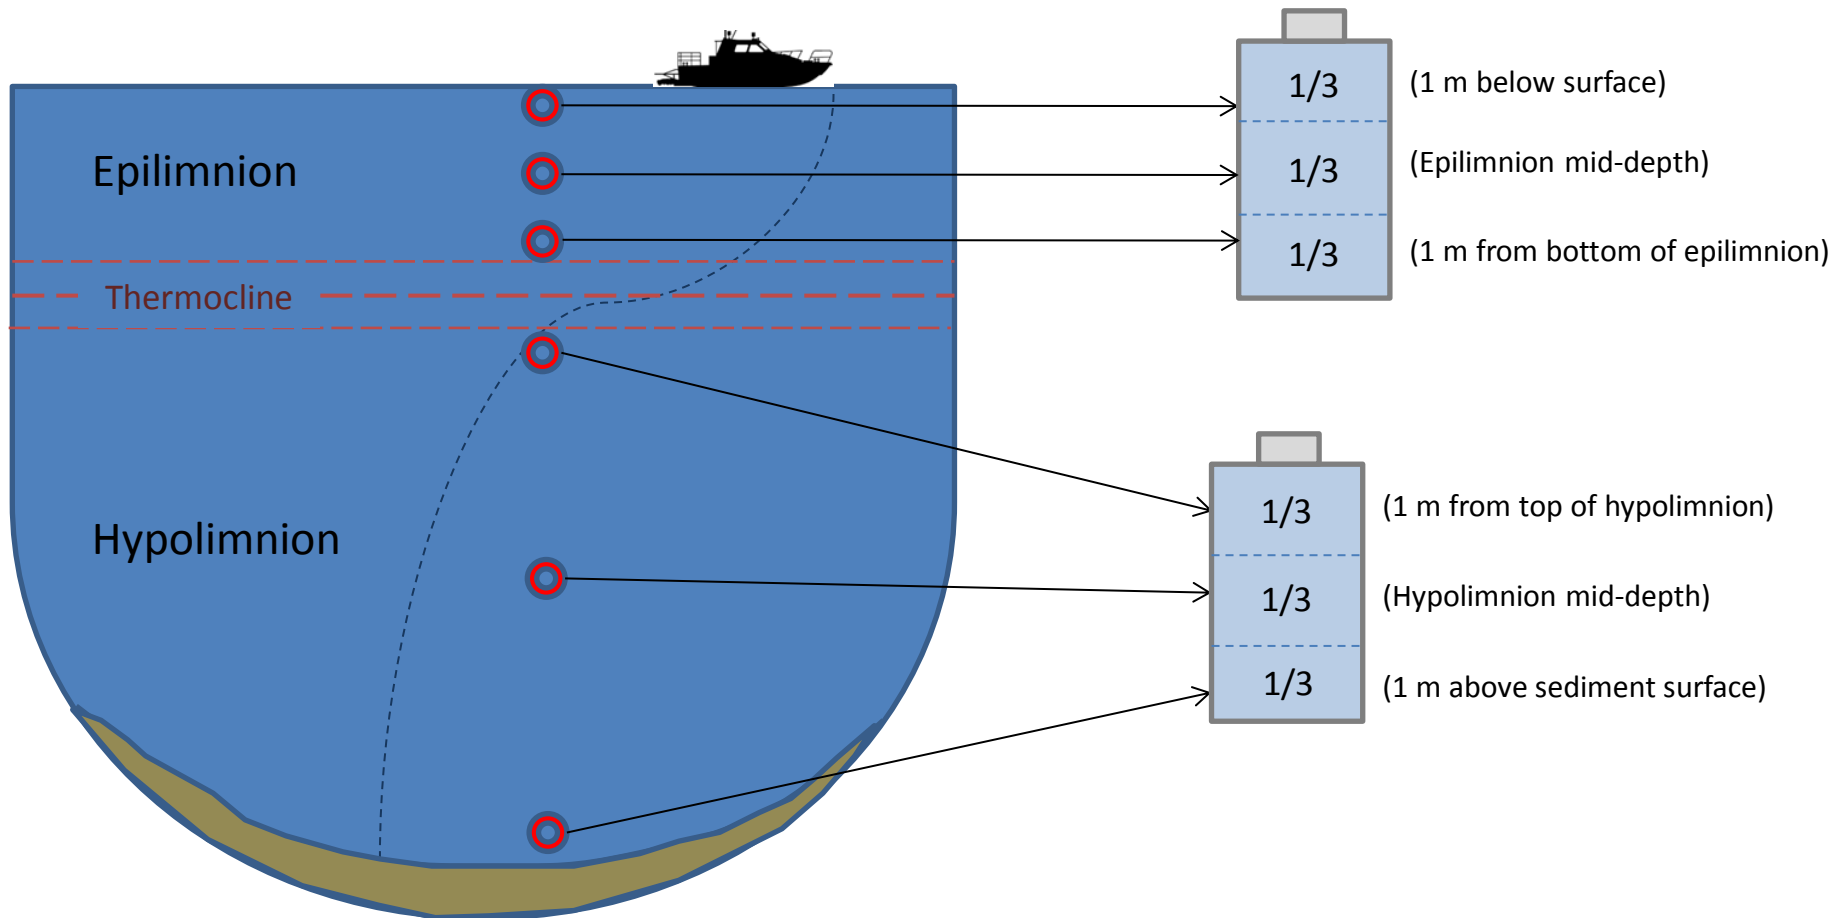 1/3 (1 m below surface)
Epilimnion 1/3 (Epilimnion mid-depth)
1/3 (1 m from bottom of epilimnion)
Thermocline
1/3 (1 m from top of hypolimnion)
Hypolimnion
1/3 (Hypolimnion mid-depth)
1/3 (1 m above sediment surface)